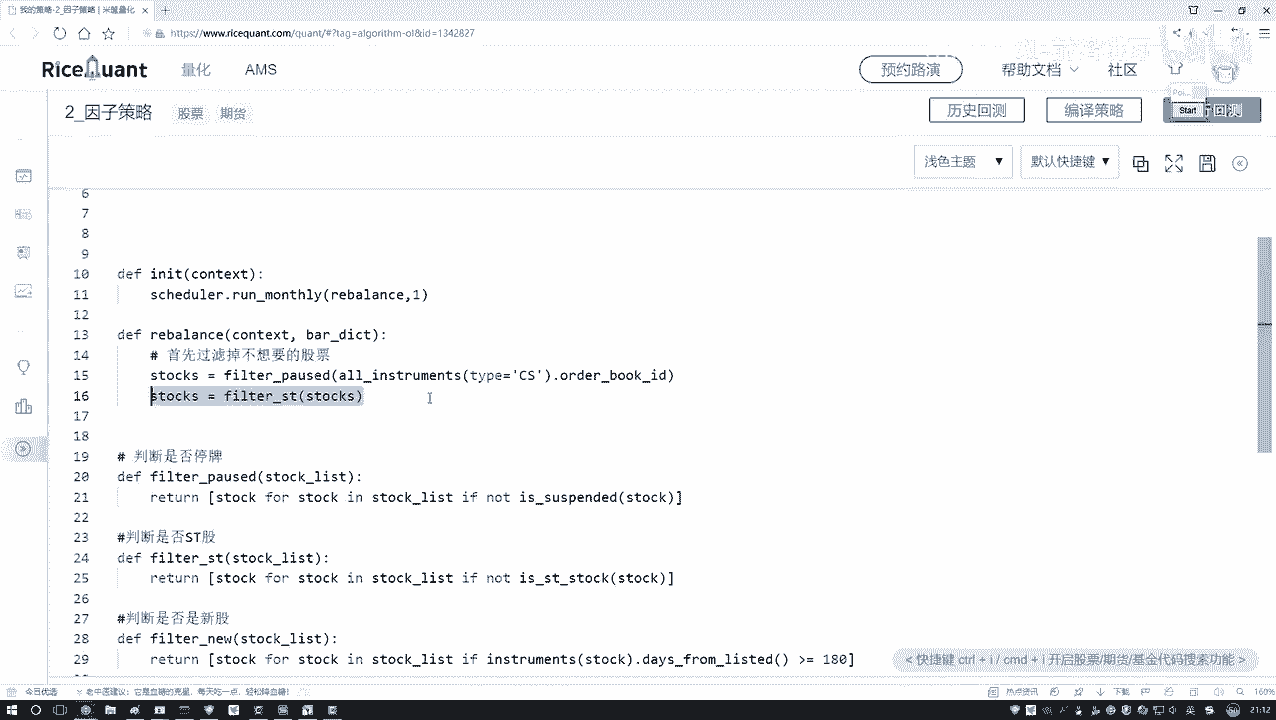 我的策略-2_因子策略 | 米筐量化
https://www.ricequant.com/quant/#?tag=algorithm-ol&id=1342827
RiceQuant 量化 AMS 预约路演 帮助文档 社区
2_因子策略 股票 期货 历史回测 编译策略 Start 回测
浅色主题 默认快捷键
6
7
8
9
10 def init(context):
11 scheduler.run_monthly(rebalance,1)
12
13 def rebalance(context, bar_dict):
14 # 首先过滤掉不想要的股票
15 stocks = filter_paused(all_instruments(type='CS').order_book_id)
16 stocks = filter_st(stocks)
17
18
19 # 判断是否停牌
20 def filter_paused(stock_list):
21 return [stock for stock in stock_list if not is_suspended(stock)]
22
23 #判断是否ST股
24 def filter_st(stock_list):
25 return [stock for stock in stock_list if not is_st_stock(stock)]
26
27 #判断是否是新股
28 def filter_new(stock_list):
29 return [stock for stock in stock_list if instruments(stock).days_from_listed() >= 180]
< 快捷键 ctrl + i / cmd + i 开启股票/期货/基金代码搜索功能 >
今日优选 老中医建议：它是血糖的克星，每天吃一点，轻松降血糖！ 热点资讯 下载 160%
英 21:12